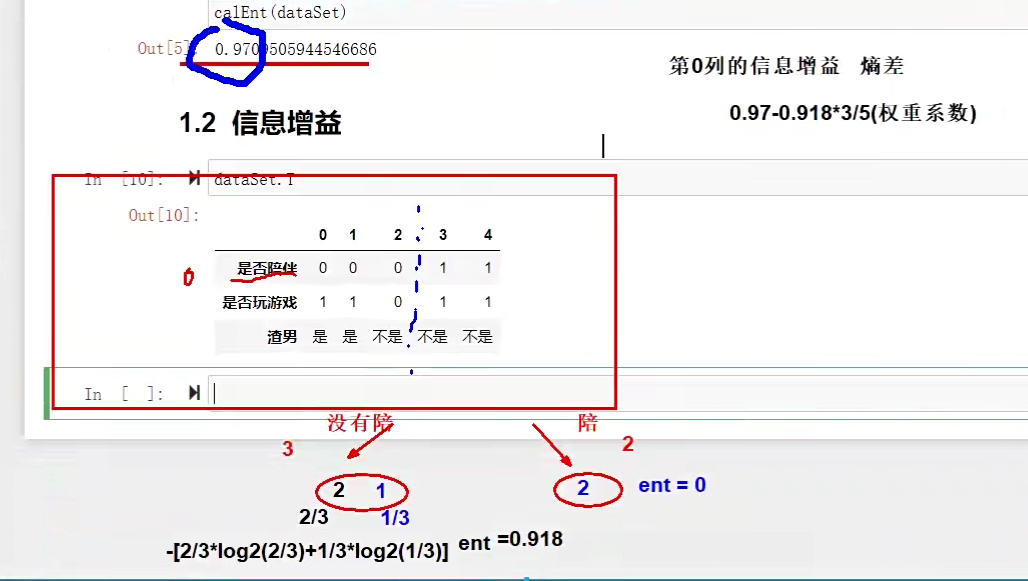 calEnt(dataSet)
Out[5]: 0.9709505944546686
第0列的信息增益 熵差
0.97-0.918*3/5(权重系数)
1.2 信息增益
In [10]: dataSet.T
Out[10]:
0 1 2 3 4
0 是否陪伴 0 0 0 1 1
是否玩游戏 1 1 0 1 1
渣男 是 是 不是 不是 不是
In [ ]:
没有陪 陪
3 2
2 1 2 ent = 0
2/3 1/3
-[2/3*log2(2/3)+1/3*log2(1/3)] ent =0.918